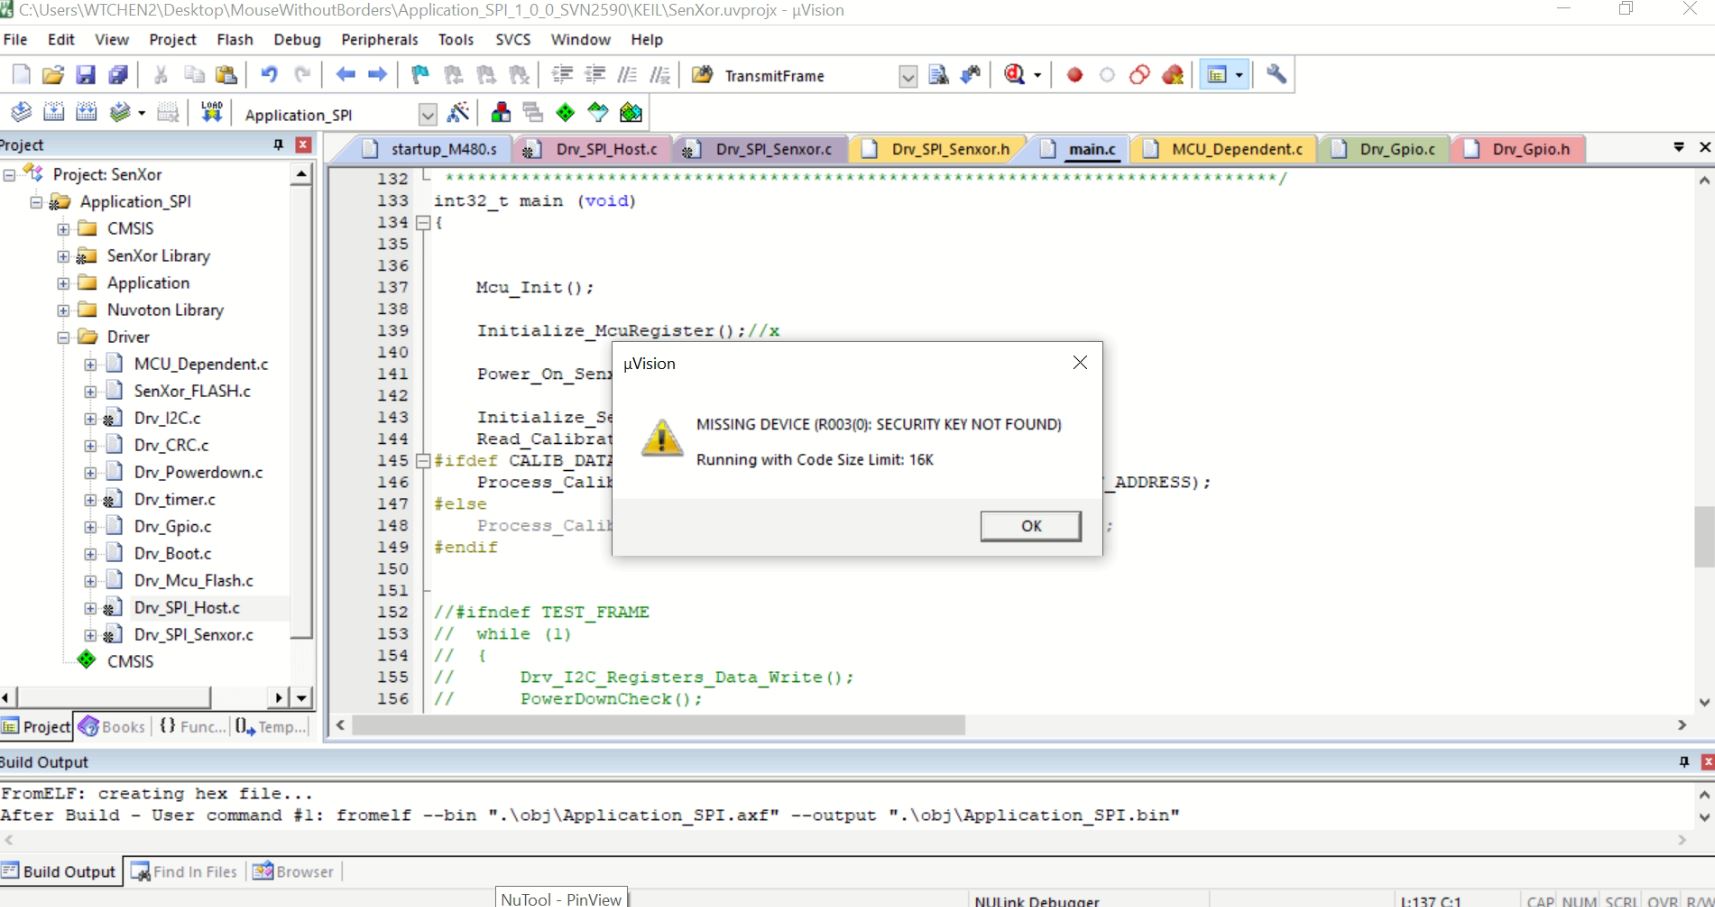 C:\Users\WTCHEN2\Desktop\MouseWithoutBorders\Application_SPI_1_0_0_SVN2590\KEIL\SenXor.uvprojx - µVision
File Edit View Project Flash Debug Peripherals Tools SVCS Window Help
TransmitFrame
LOAD Application_SPI
Project
Project: SenXor
Application_SPI
CMSIS
SenXor Library
Application
Nuvoton Library
Driver
MCU_Dependent.c
SenXor_FLASH.c
Drv_I2C.c
Drv_CRC.c
Drv_Powerdown.c
Drv_timer.c
Drv_Gpio.c
Drv_Boot.c
Drv_Mcu_Flash.c
Drv_SPI_Host.c
Drv_SPI_Senxor.c
CMSIS
Project Books {} Func... Temp...
startup_M480.s Drv_SPI_Host.c Drv_SPI_Senxor.c Drv_SPI_Senxor.h main.c MCU_Dependent.c Drv_Gpio.c Drv_Gpio.h
132 *****************************************************************************/
133 int32_t main (void)
134 {
135
136
137 Mcu_Init();
138
139 Initialize_McuRegister();//x
140
141 Power_On_Senx
142
143 Initialize_Se
144 Read_Calibrat
145 #ifdef CALIB_DATA
146 Process_Calib _ADDRESS);
147 #else
148 Process_Calib ;
149 #endif
150
151
152 //#ifndef TEST_FRAME
153 // while (1)
154 // {
155 // Drv_I2C_Registers_Data_Write();
156 // PowerDownCheck();
µVision
MISSING DEVICE (R003(0): SECURITY KEY NOT FOUND)
Running with Code Size Limit: 16K
OK
Build Output
FromELF: creating hex file...
After Build - User command #1: fromelf --bin ".\obj\Application_SPI.axf" --output ".\obj\Application_SPI.bin"
Build Output Find In Files Browser
NuTool - PinView NULink Debugger L:137 C:1 CAP NUM SCRL OVR R/W